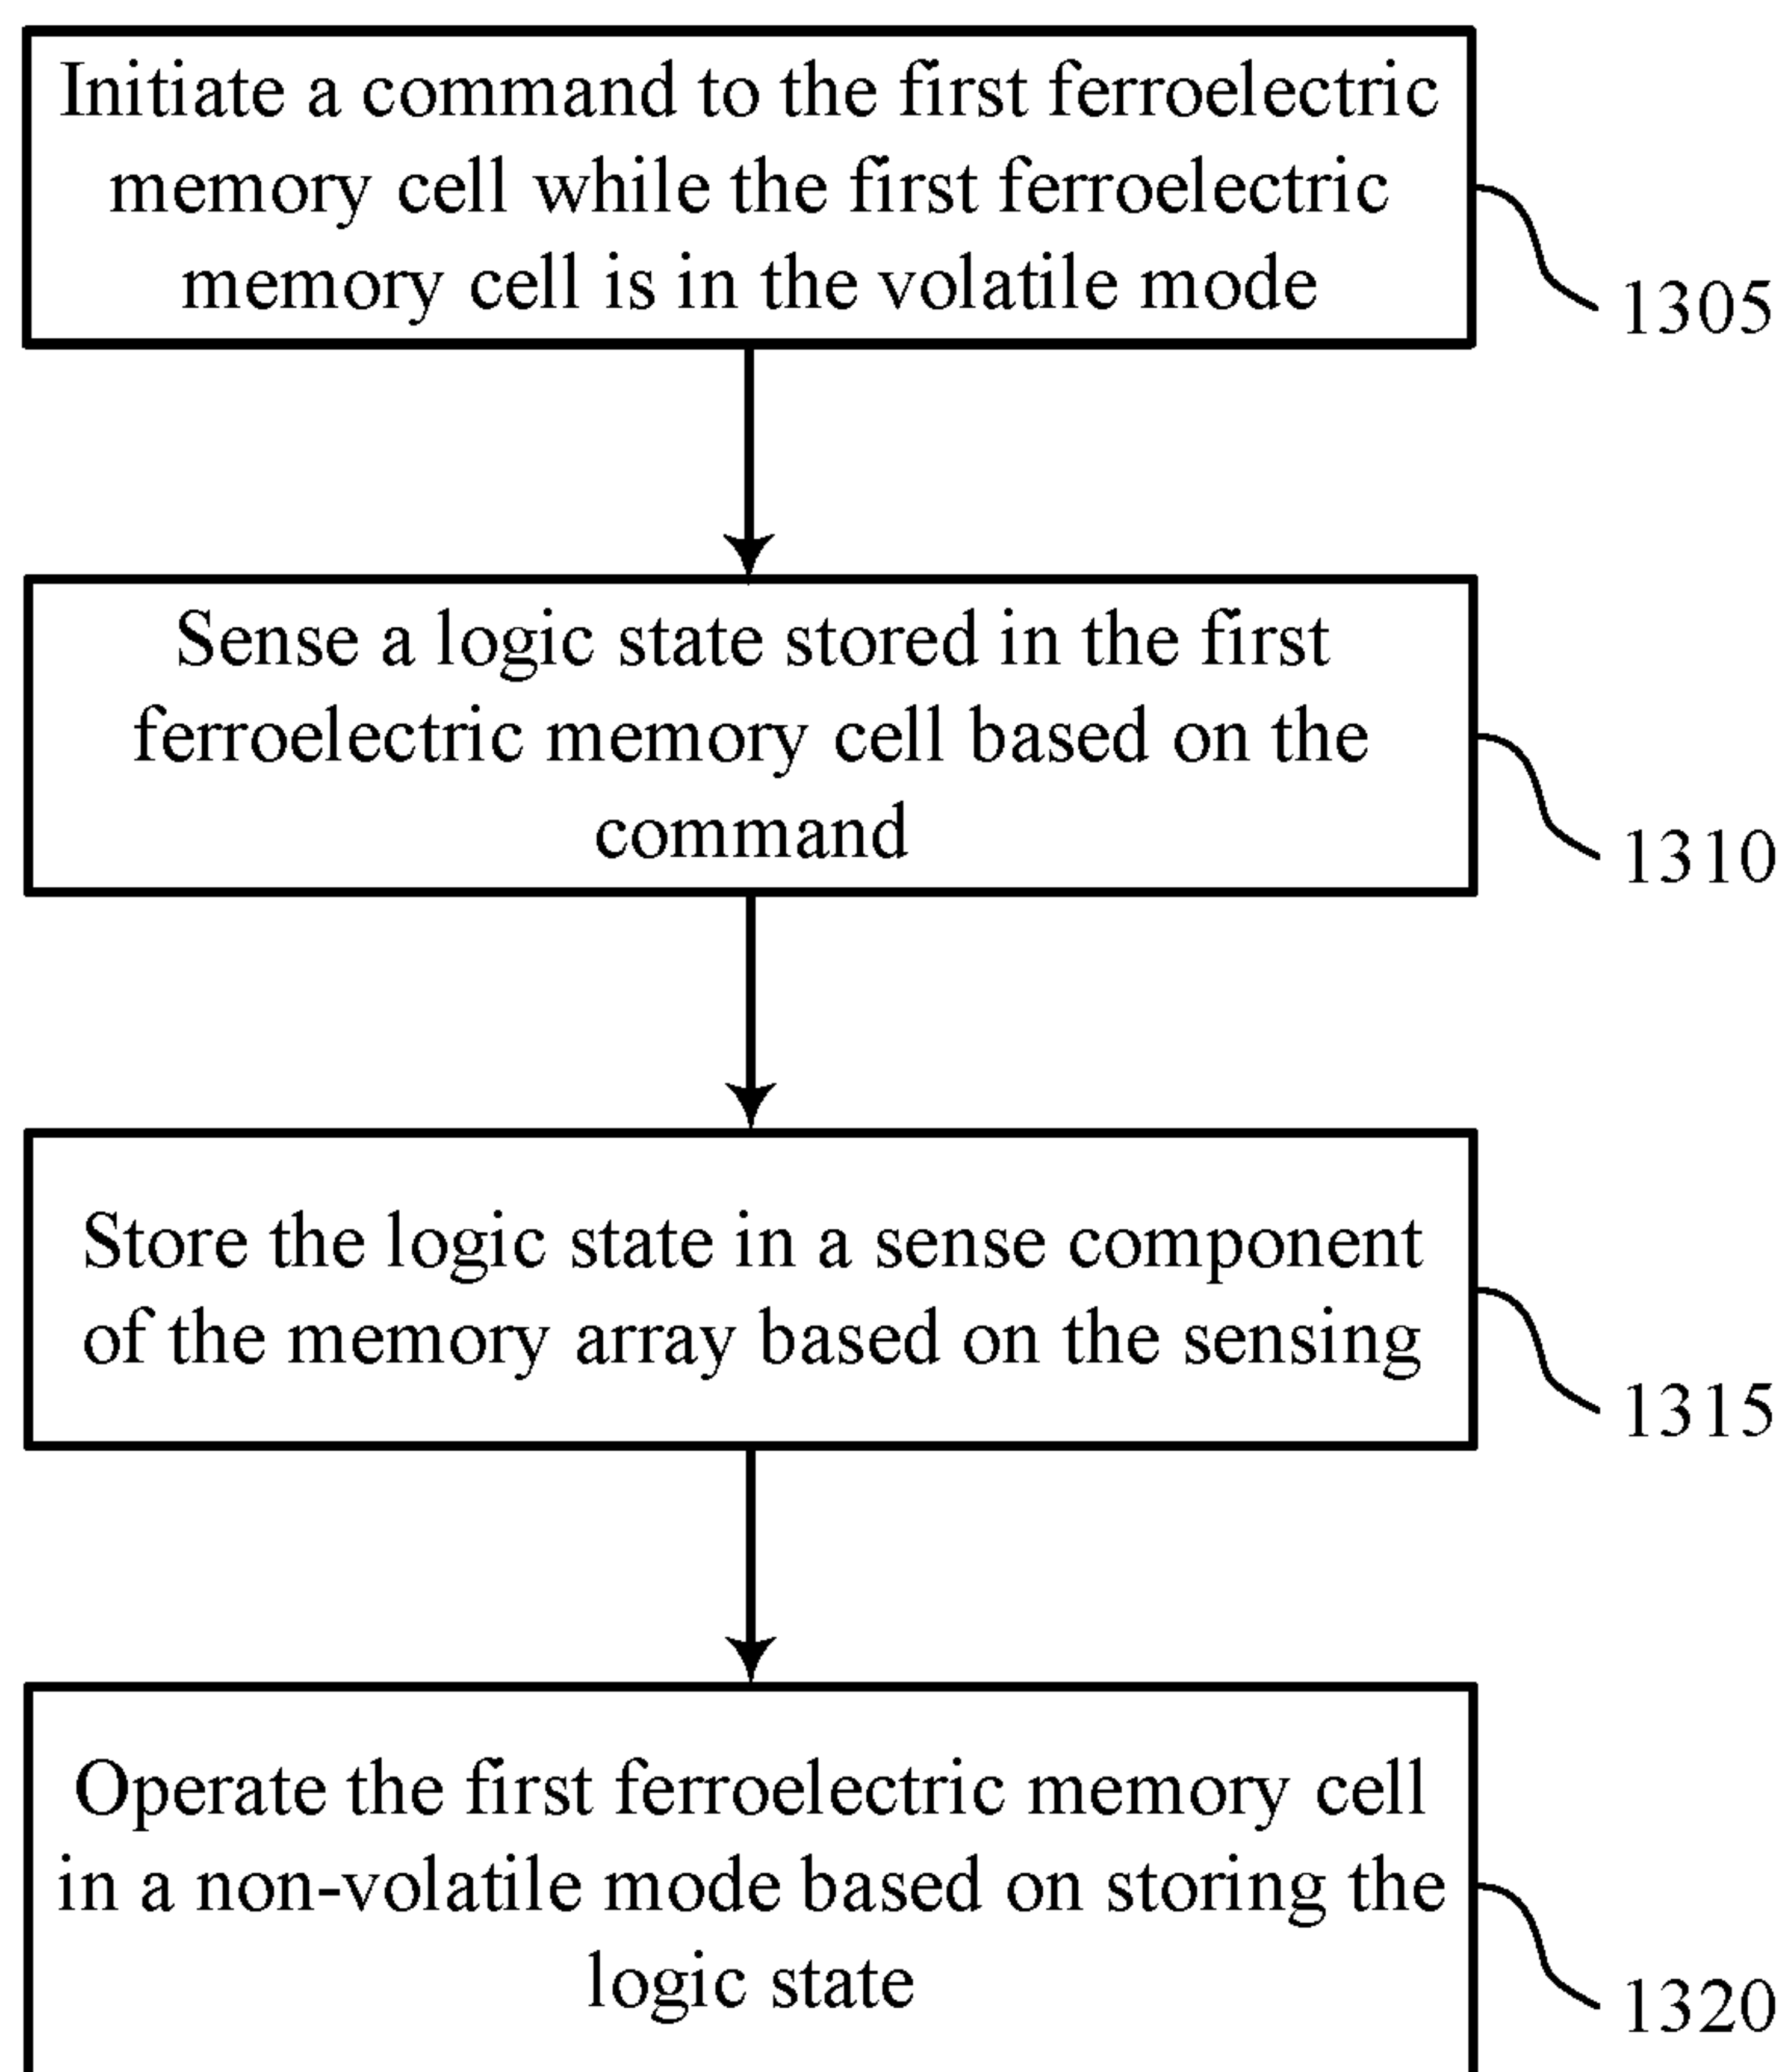 Initiate a command to the first ferroelectric
memory cell while the first ferroelectric
memory cell is in the volatile mode
1305
Sense a logic state stored in the first
ferroelectric memory cell based on the
command
1310
Store the logic state in a sense component
of the memory array based on the sensing
1315
Operate the first ferroelectric memory cell
in a non-volatile mode based on storing the
logic state
1320